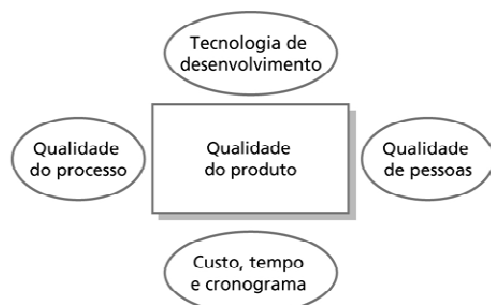 Tecnologia de
desenvolvimento
Qualidade
do processo
Qualidade
do produto
Qualidade
de pessoas
Custo, tempo
e cronograma